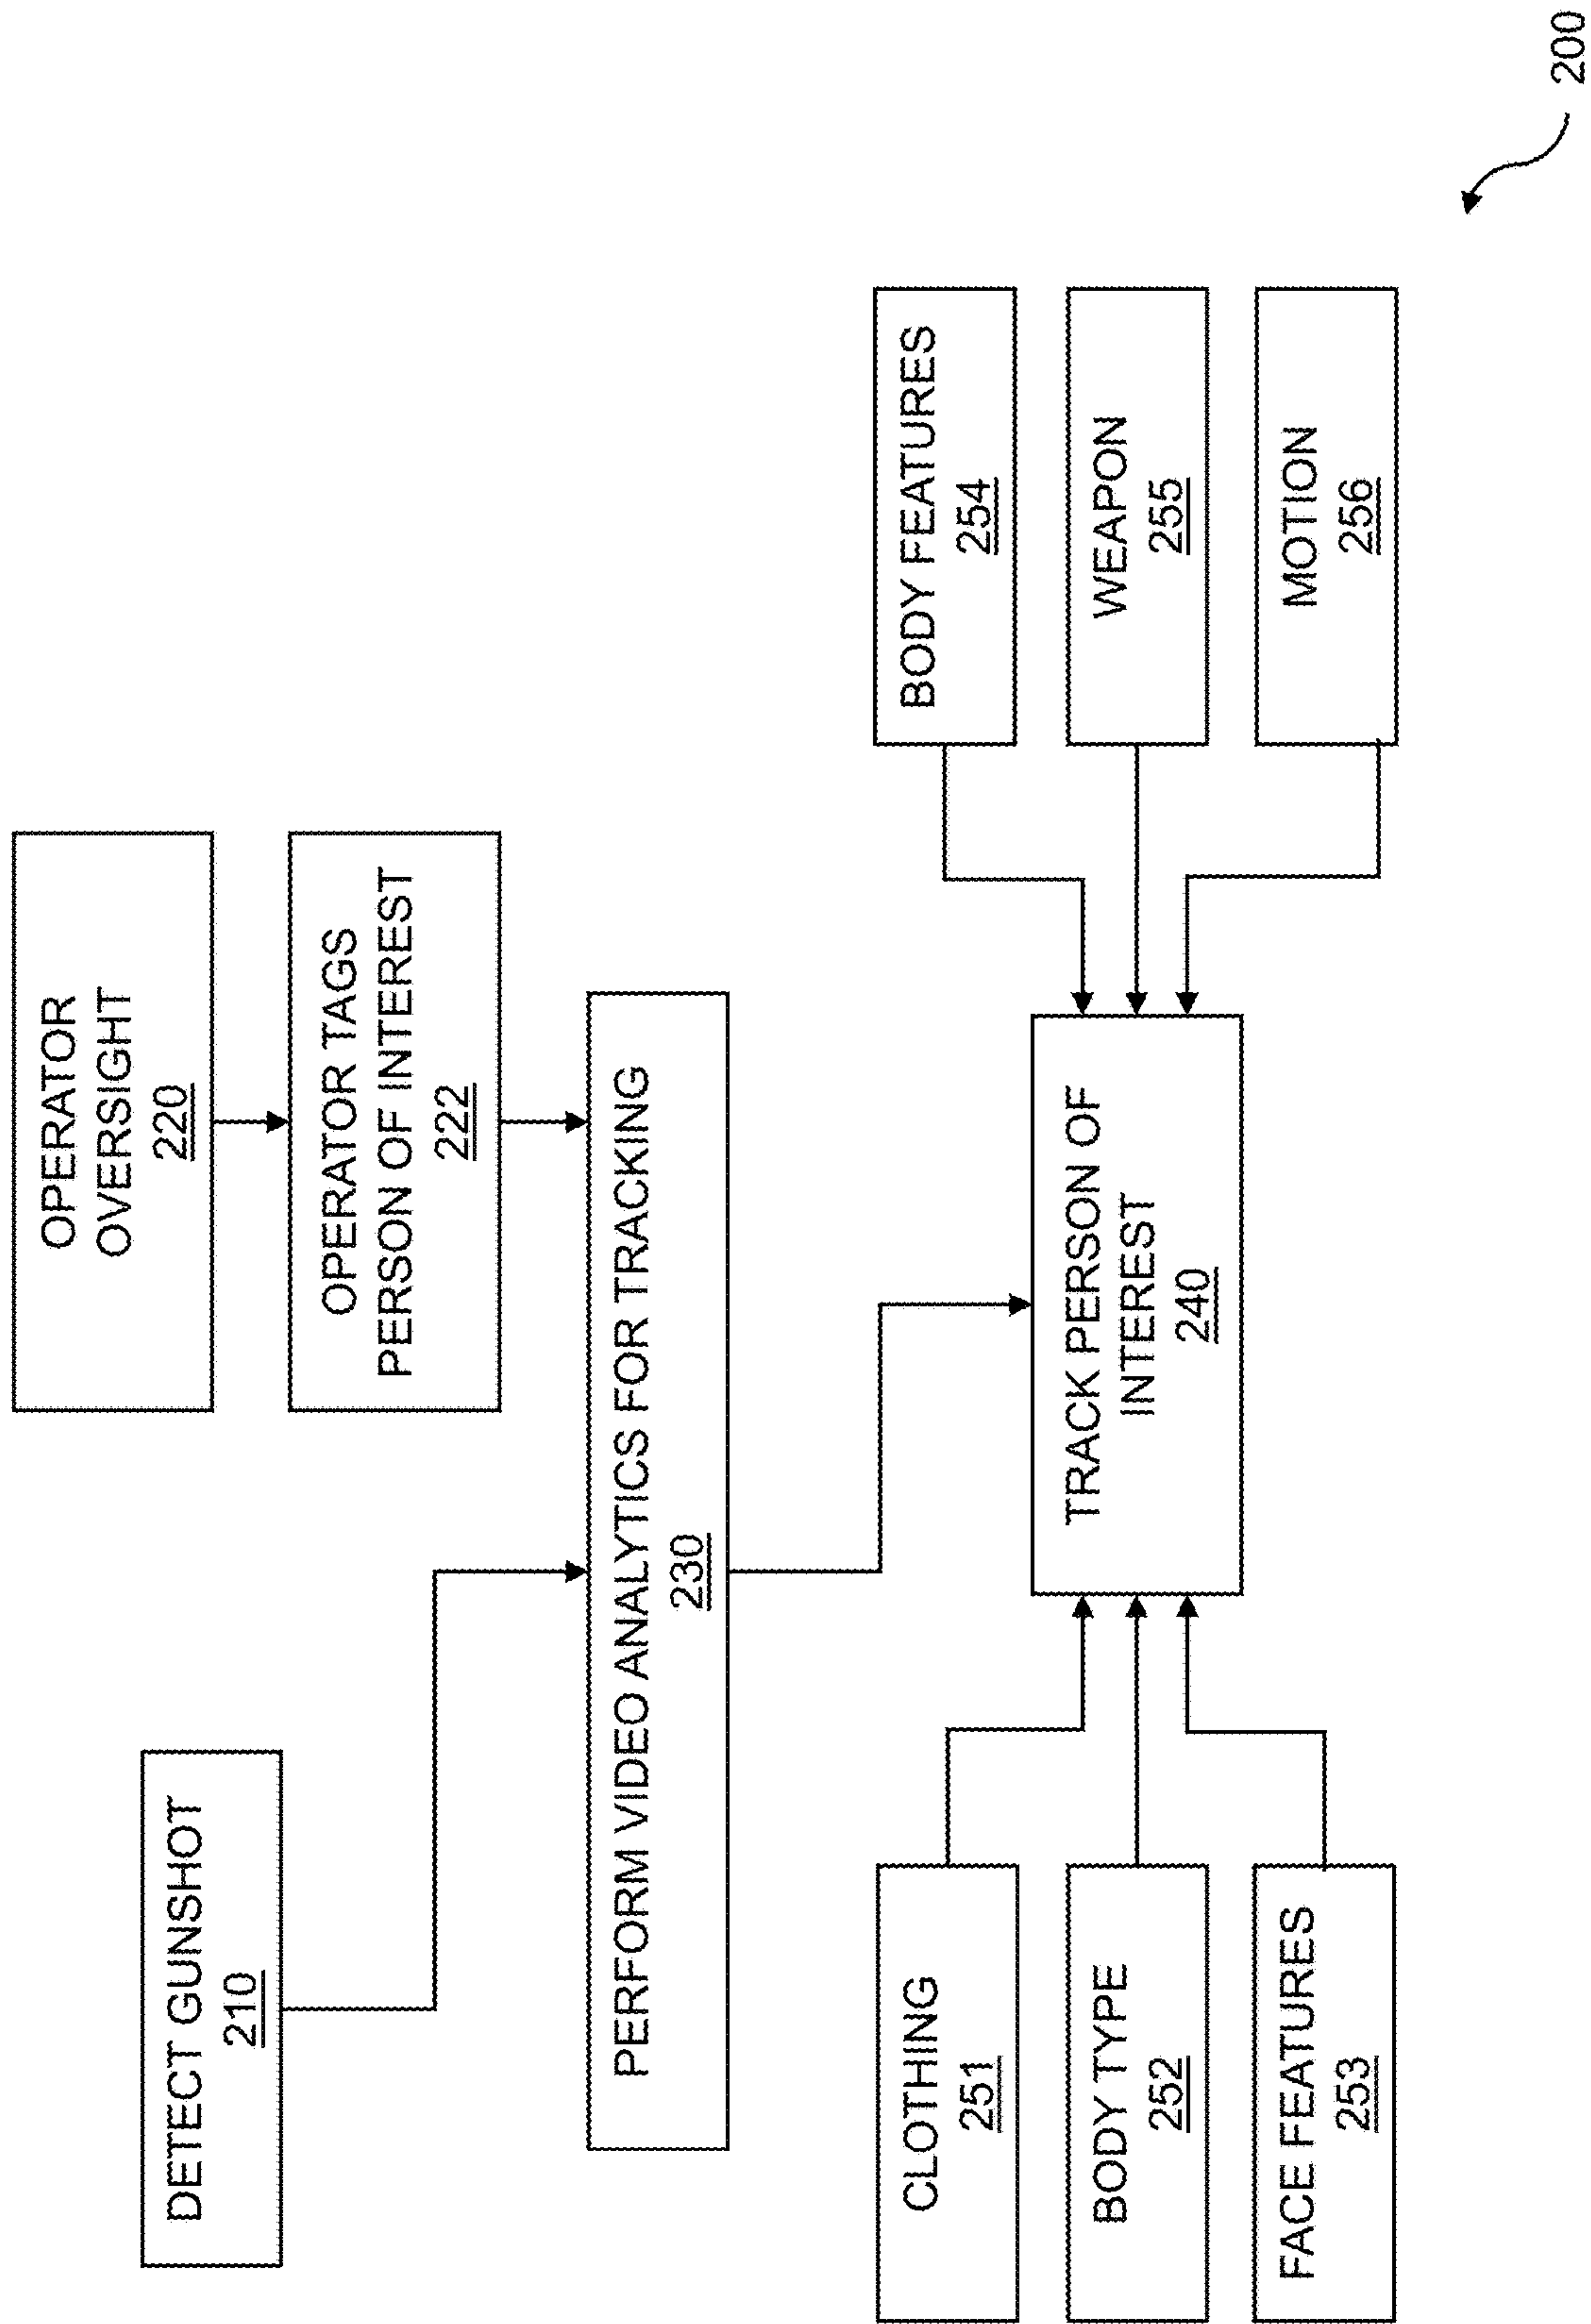 OPERATOR
OVERSIGHT
220
DETECT GUNSHOT
210
OPERATOR TAGS
PERSON OF INTEREST
222
PERFORM VIDEO ANALYTICS FOR TRACKING
230
CLOTHING
251
BODY TYPE
252
FACE FEATURES
253
TRACK PERSON OF
INTEREST
240
BODY FEATURES
254
WEAPON
255
MOTION
256
200